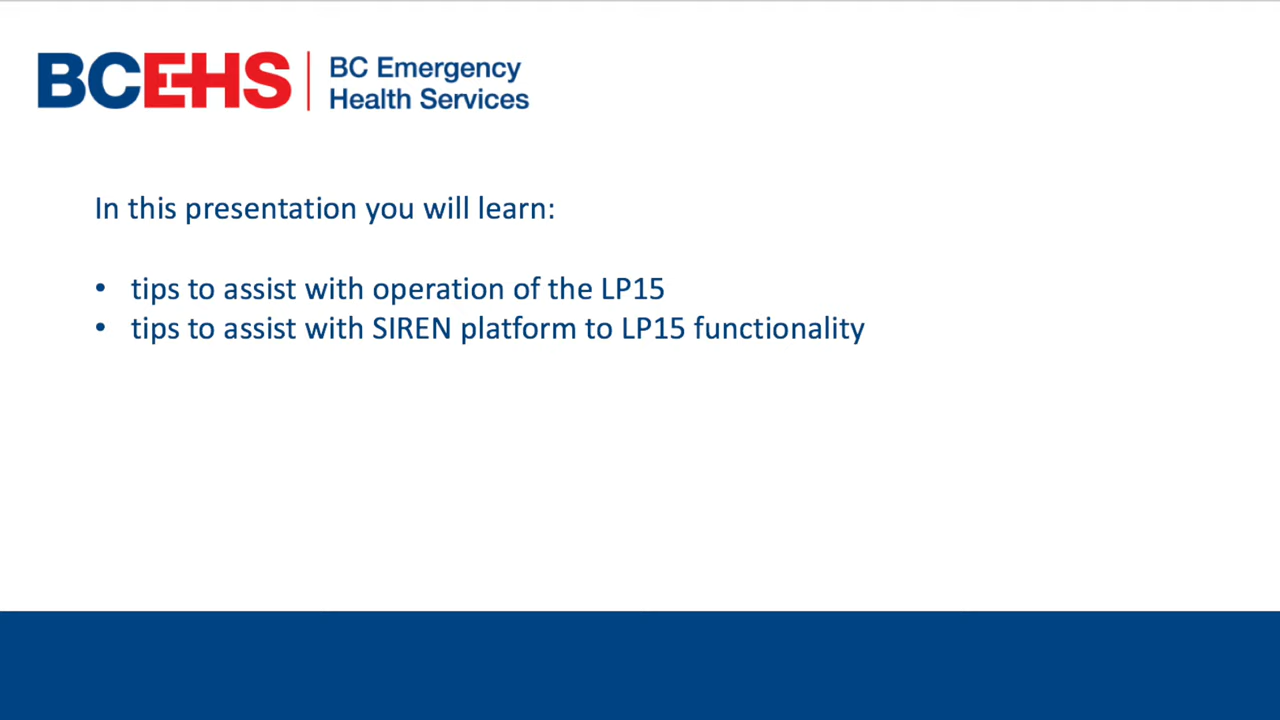 BCEHS
BC Emergency
Health Services
In this presentation you will learn:
• tips to assist with operation of the LP15
• tips to assist with SIREN platform to LP15 functionality